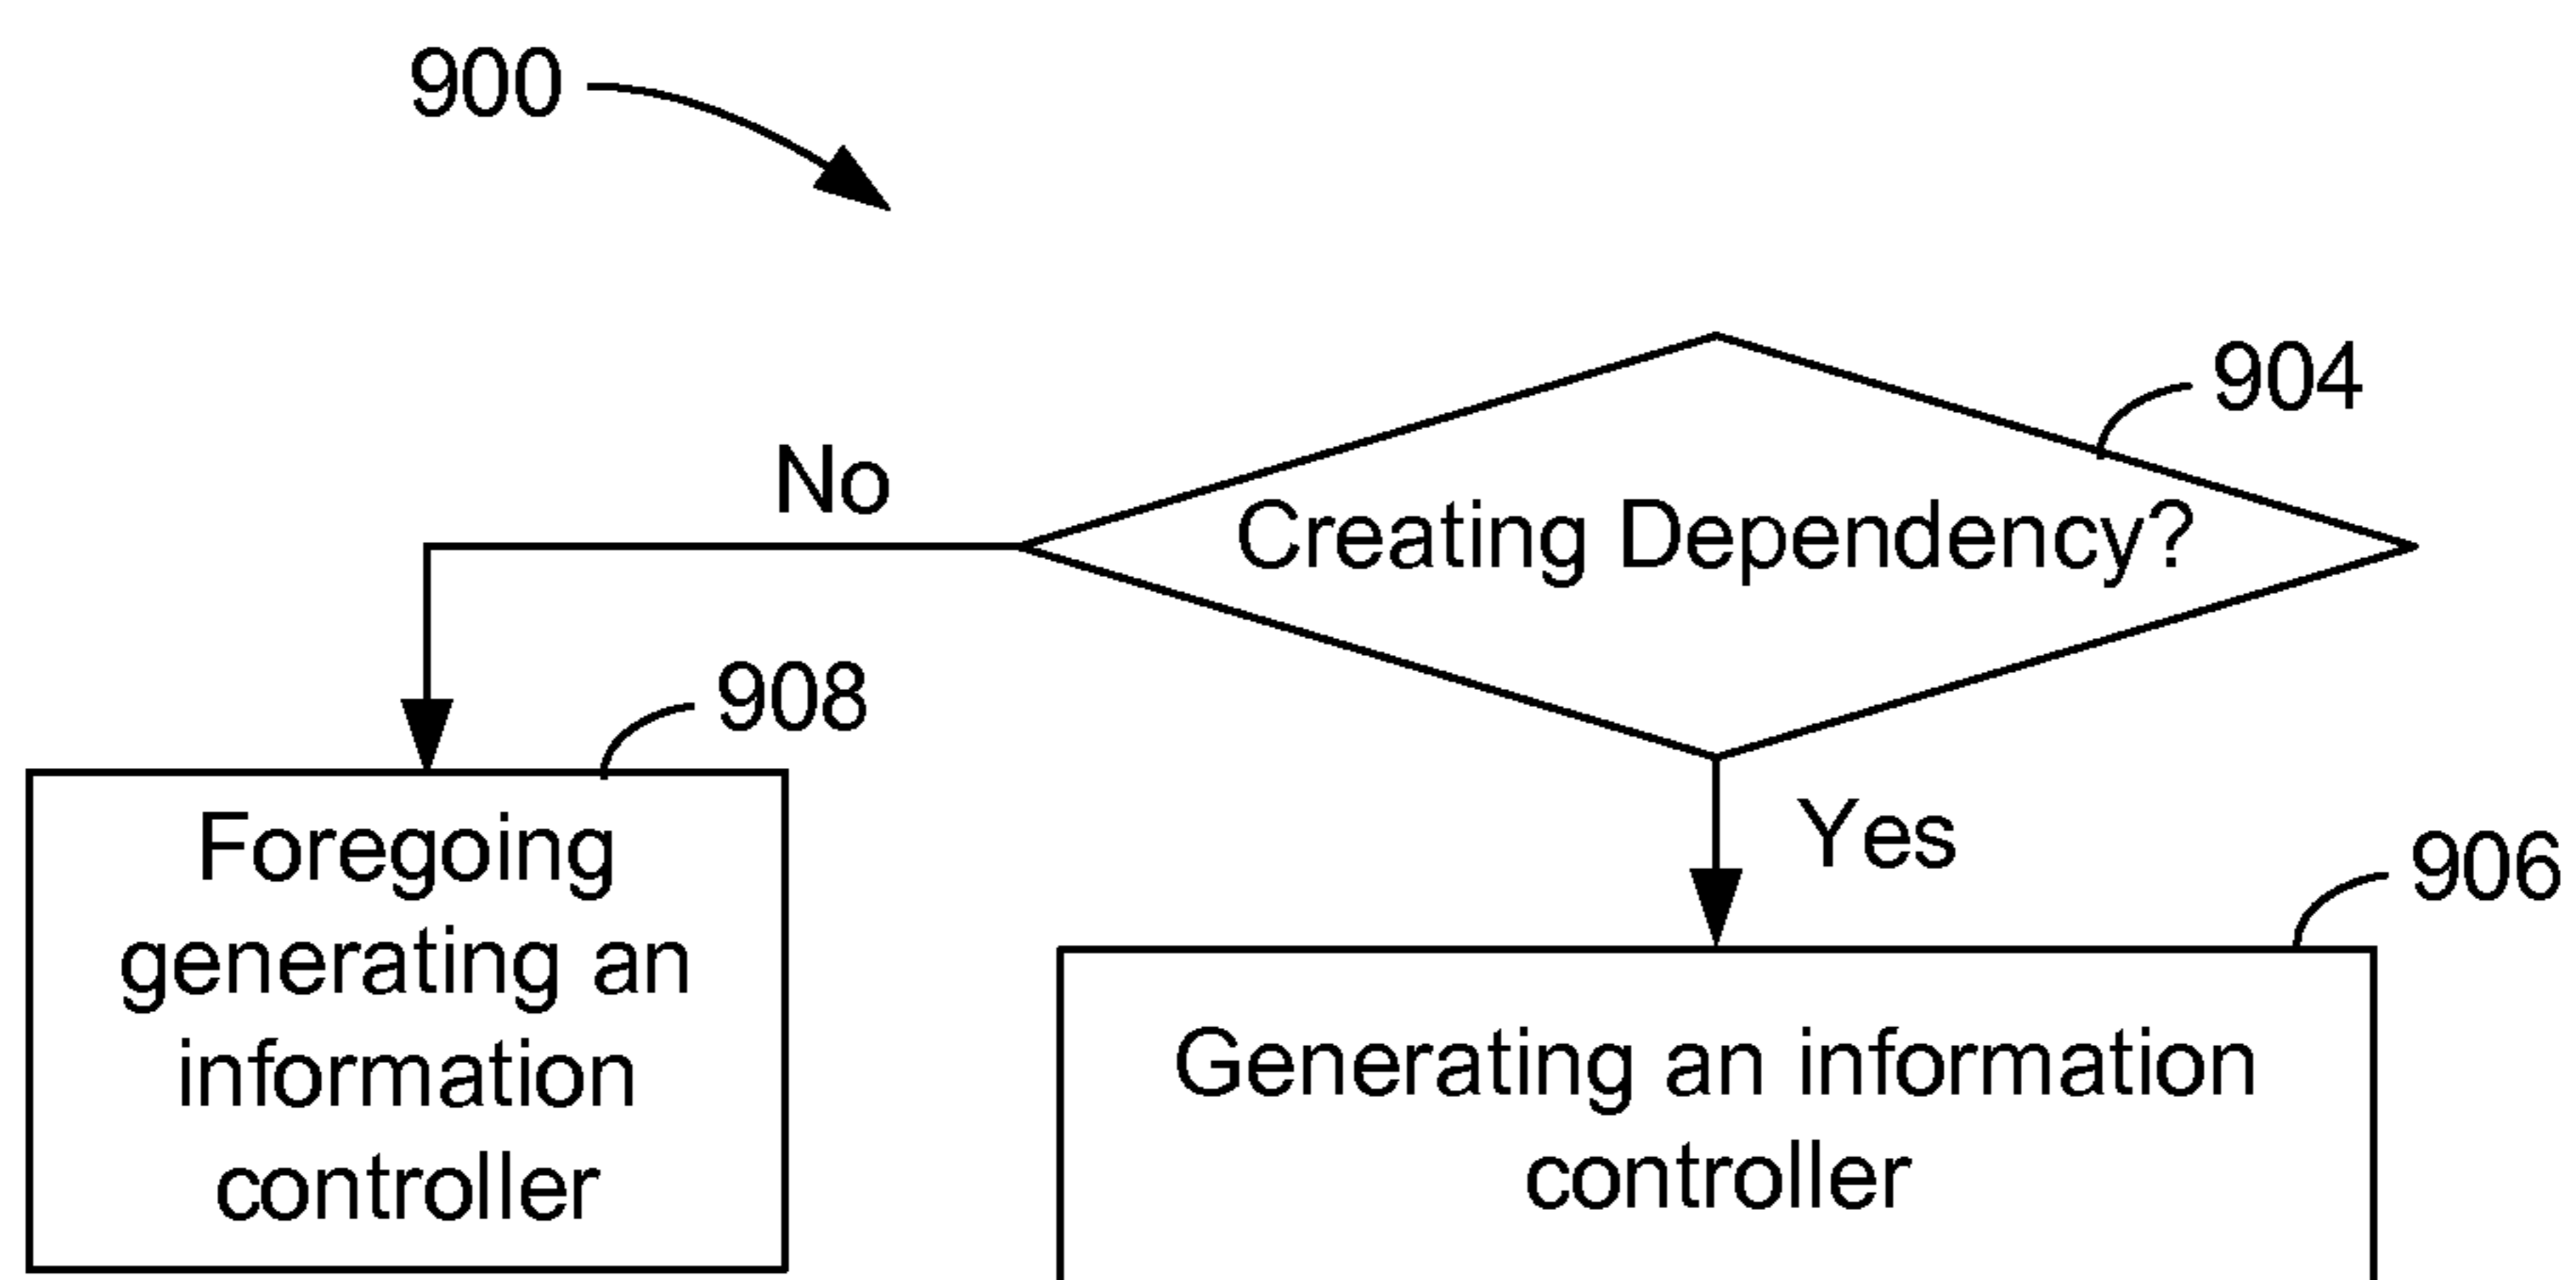 900
904
No
Creating Dependency?
908
Foregoing
generating an
information
controller
Yes
906
Generating an information
controller